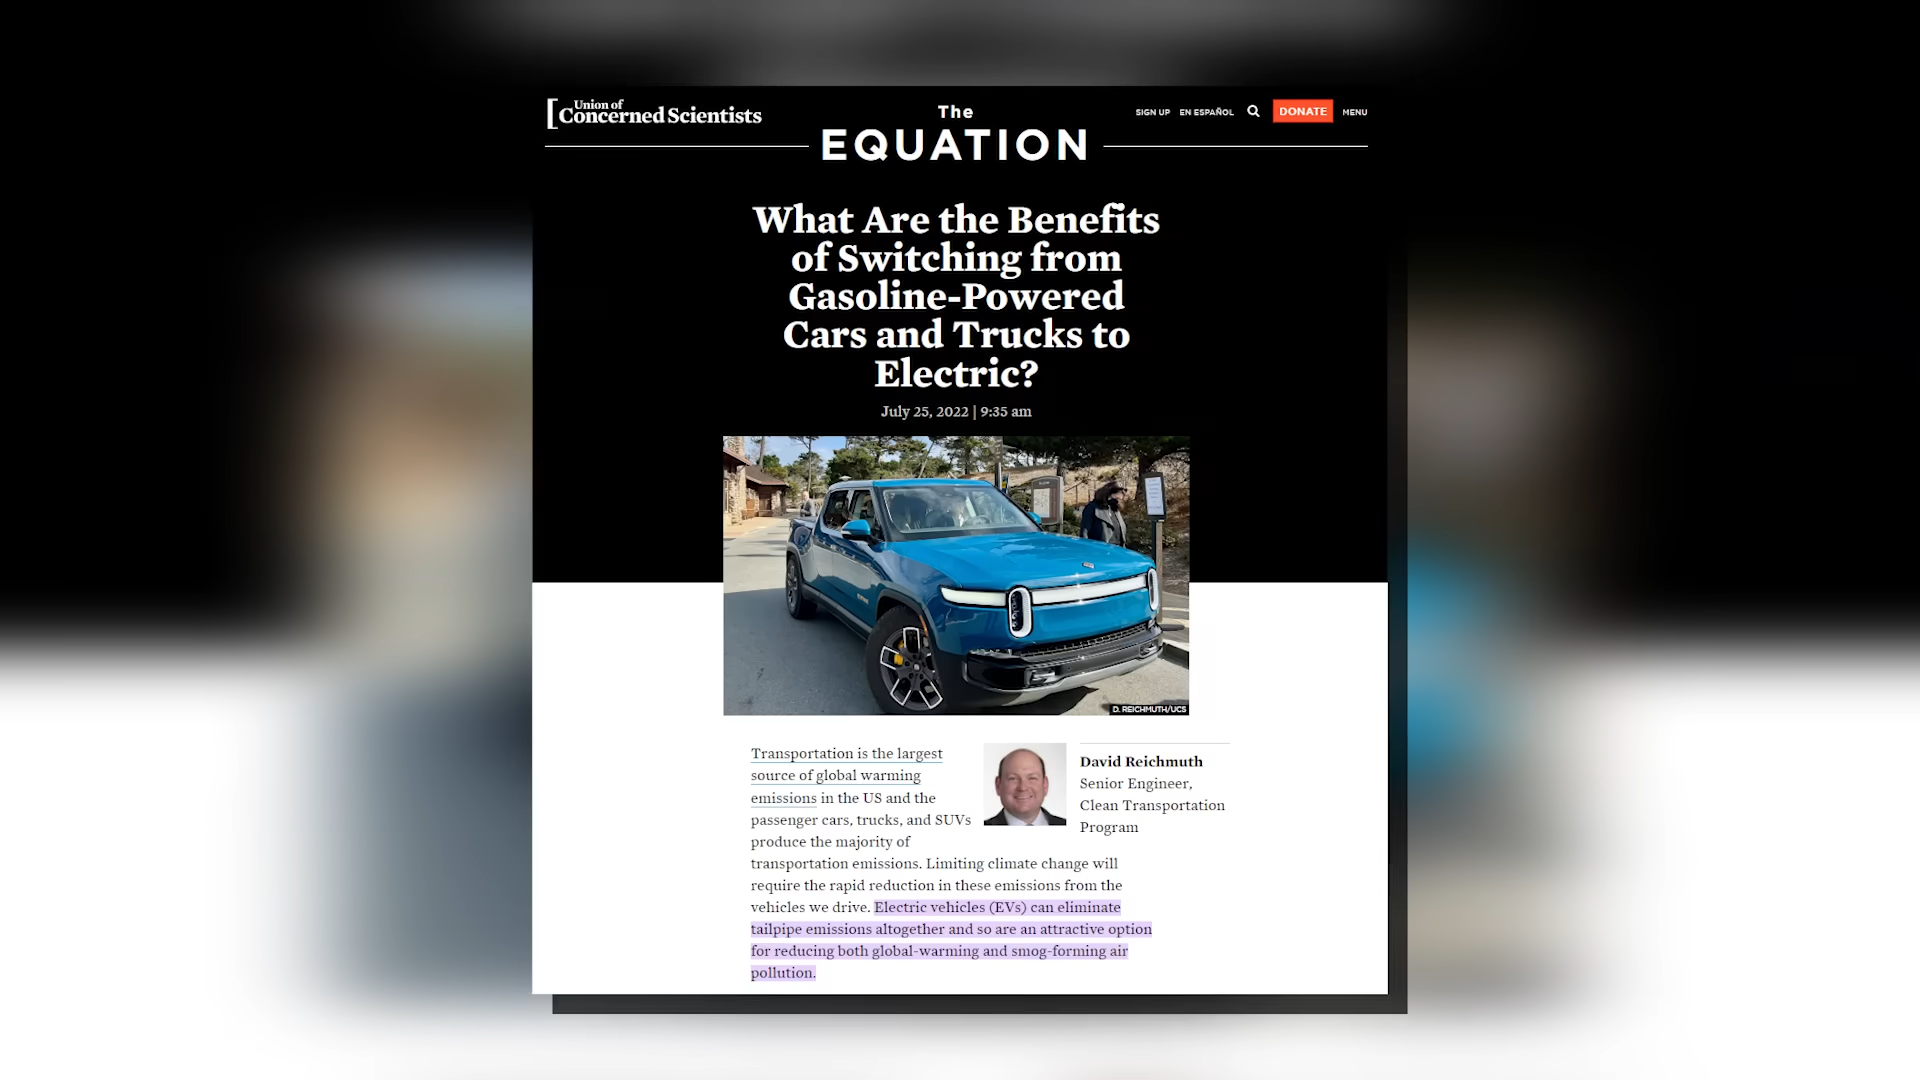 Union of
Concerned Scientists
The
EQUATION
SIGN UP EN ESPAÑOL DONATE MENU
What Are the Benefits
of Switching from
Gasoline-Powered
Cars and Trucks to
Electric?
July 25, 2022 | 9:35 am
D. REICHMUTH/UCS
Transportation is the largest
source of global warming
emissions in the US and the
passenger cars, trucks, and SUVs
produce the majority of
transportation emissions. Limiting climate change will
require the rapid reduction in these emissions from the
vehicles we drive. Electric vehicles (EVs) can eliminate
tailpipe emissions altogether and so are an attractive option
for reducing both global-warming and smog-forming air
pollution.
David Reichmuth
Senior Engineer,
Clean Transportation
Program